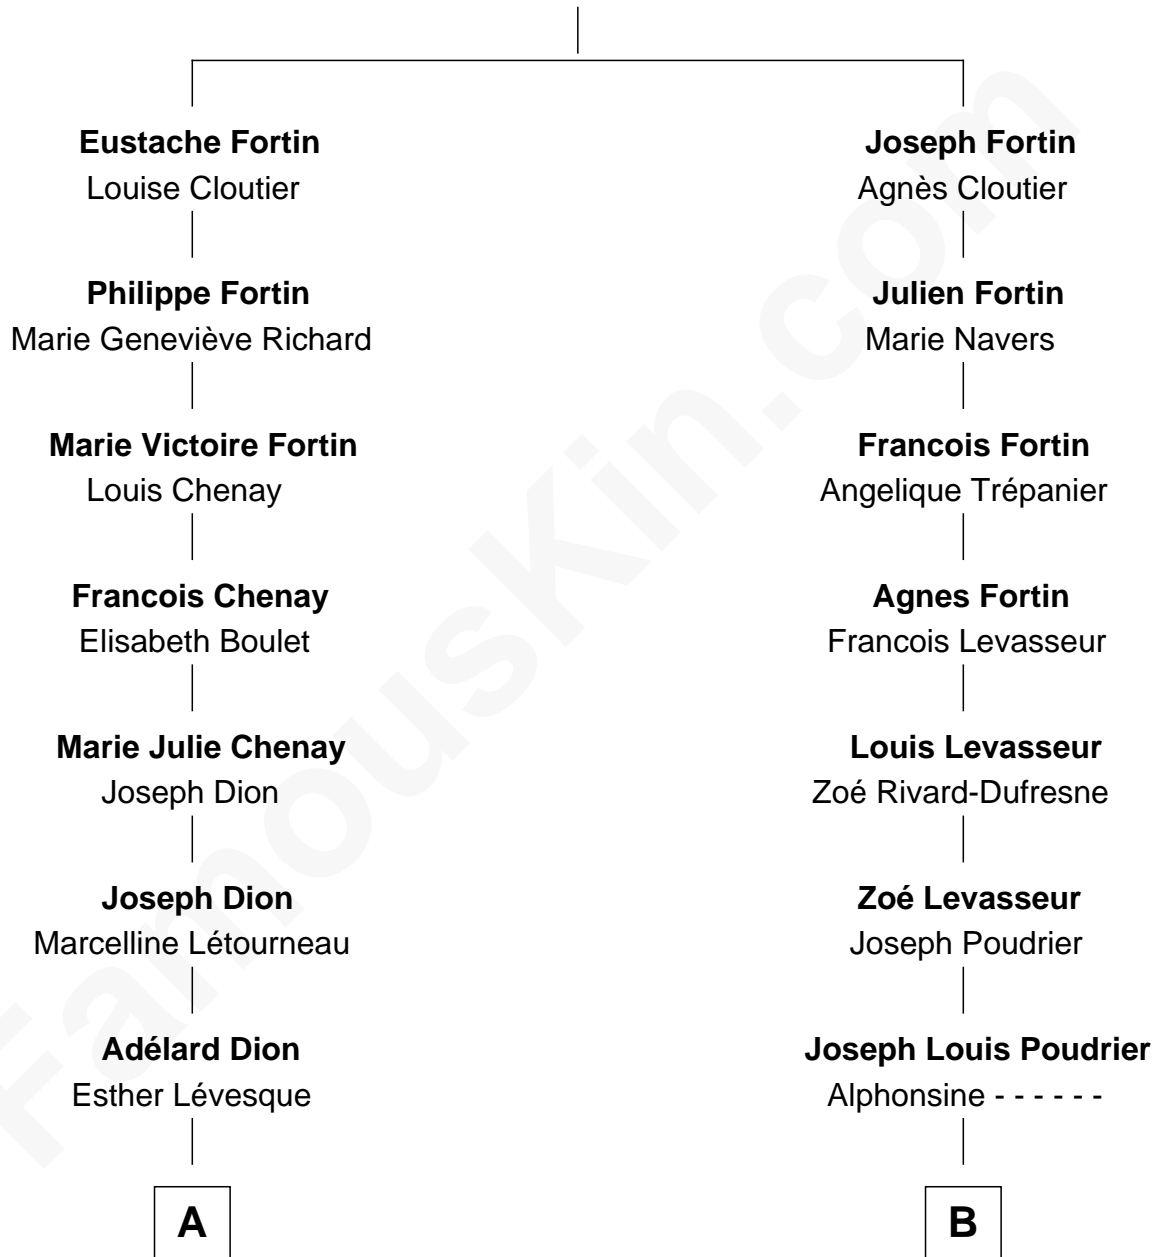 Eustache Fortin
Louise Cloutier
Philippe Fortin
Marie Geneviève Richard
Marie Victoire Fortin
Louis Chenay
Francois Chenay
Elisabeth Boulet
Marie Julie Chenay
Joseph Dion
Joseph Dion
Marcelline Létourneau
Adélard Dion
Esther Lévesque
A
Joseph Fortin
Agnès Cloutier
Julien Fortin
Marie Navers
Francois Fortin
Angelique Trépanier
Agnes Fortin
Francois Levasseur
Louis Levasseur
Zoé Rivard-Dufresne
Zoé Levasseur
Joseph Poudrier
Joseph Louis Poudrier
Alphonsine - - - - - -
B
FamousKin.com